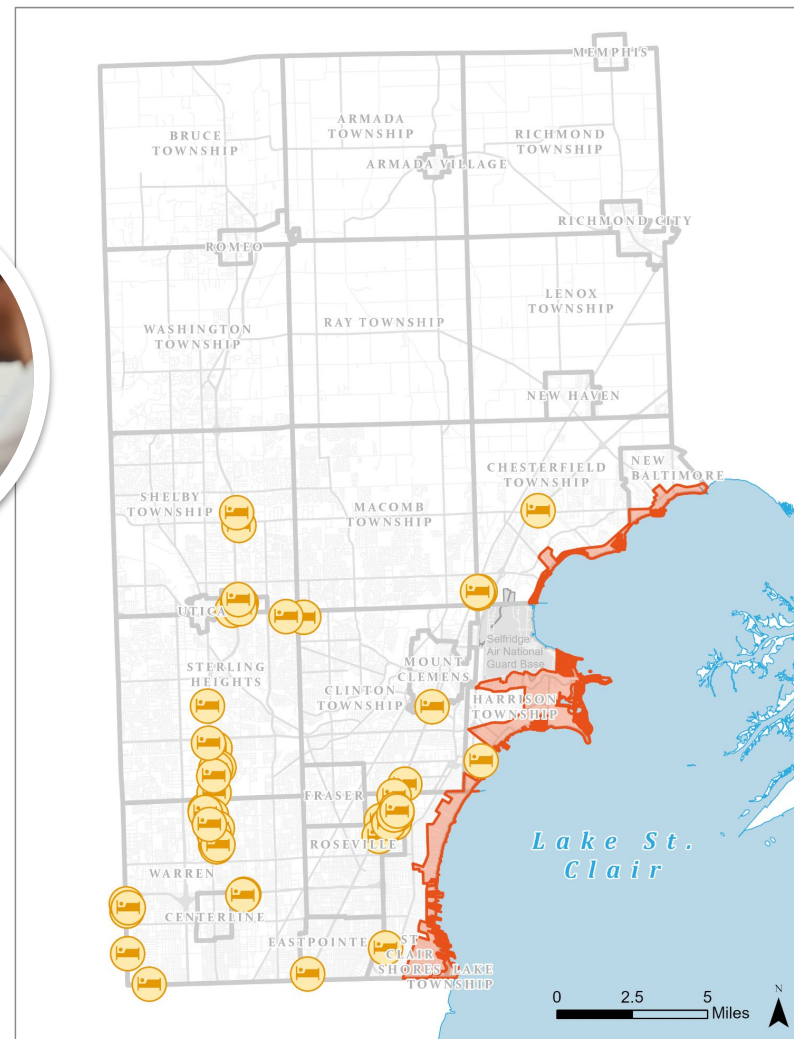 MEMPHIS
ARMADA
TOWNSHIP
BRUCE
TOWNSHIP
RICHMOND
TOWNSHIP
ARMADA VILLAGE
RICHMOND CITY
ROMEO
LENOX
TOWNSHIP
WASHINGTON
TOWNSHIP
RAY TOWNSHIP
NEW HAVEN
NEW
BALTIMORE
CHESTERFIELD
TOWNSHIP
SHELBY
TOWNSHIP
MACOMB
TOWNSHIP
UTICA
Selfridge
Air National
Guard Base
STERLING
HEIGHTS
MOUNT
CLEMENS
CLINTON
TOWNSHIP
HARRISON
TOWNSHIP
FRASER
ROSEVILLE
Lake St.
Clair
WARREN
CENTERLINE
EASTPOINTE
ST
CLAIR
SHORES
LAKE
TOWNSHIP
N
0 2.5 5
Miles